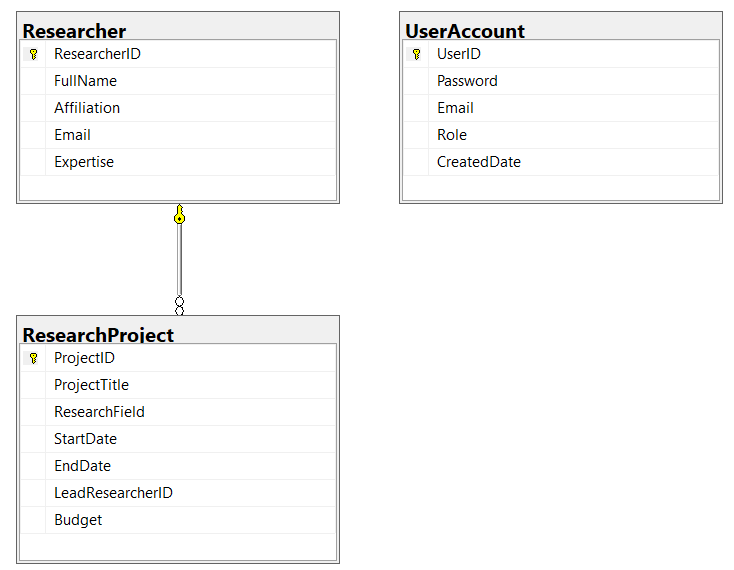 Researcher
ResearcherID
FullName
Affiliation
Email
Expertise
UserAccount
UserID
Password
Email
Role
CreatedDate
ResearchProject
ProjectID
ProjectTitle
ResearchField
StartDate
EndDate
LeadResearcherID
Budget